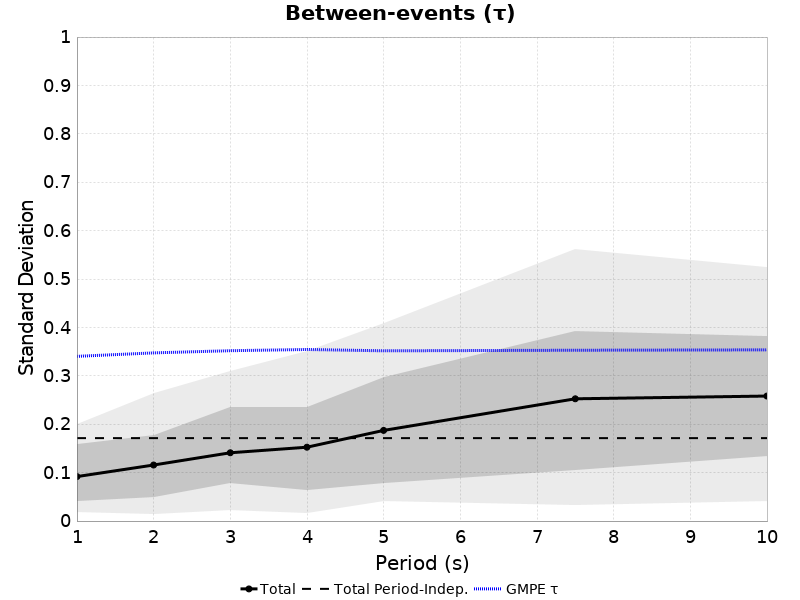 Between-events (τ)
1
0.9
0.8
0.7
0.6
0.5
0.4
0.3
0.2
0.1
0
Standard Deviation
1 2 3 4 5 6 7 8 9 10
Period (s)
Total Total Period-Indep. GMPE τ